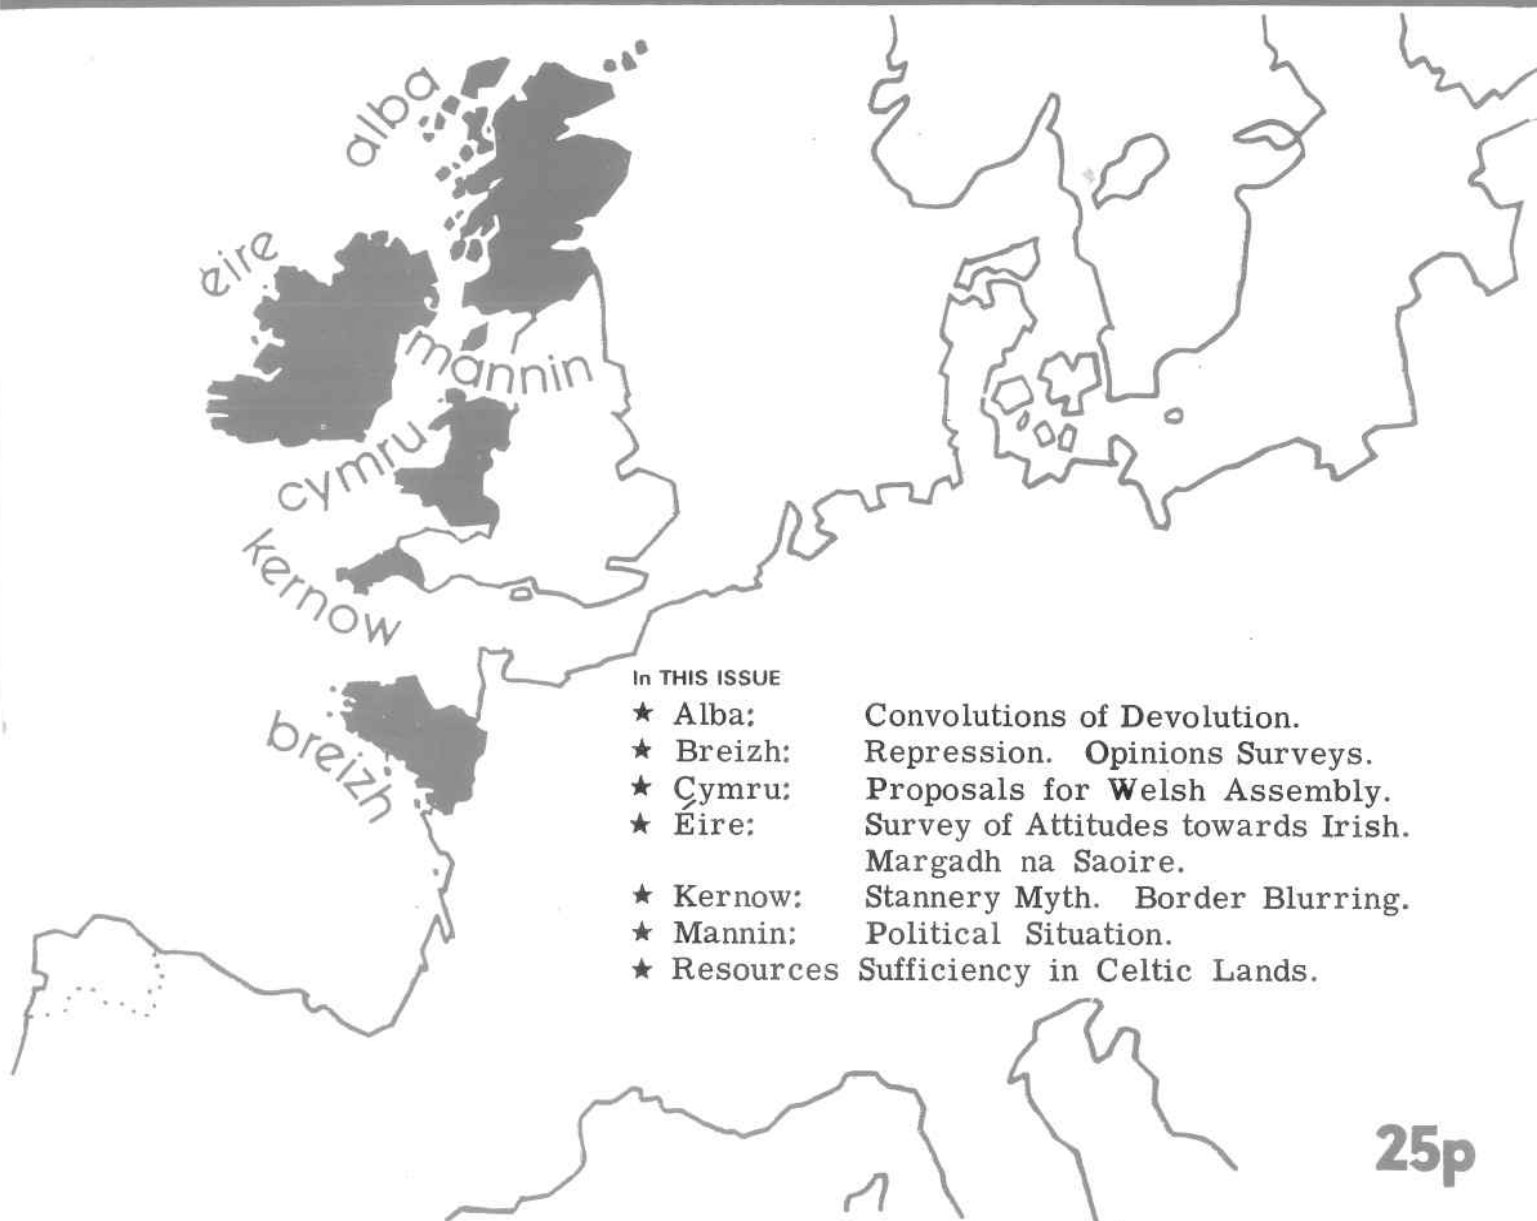 alba
éire
mannin
cymru
kernow
breizh
In THIS ISSUE
★ Alba: Convolutions of Devolution.
★ Breizh: Repression. Opinions Surveys.
★ Cymru: Proposals for Welsh Assembly.
★ Éire: Survey of Attitudes towards Irish.
Margadh na Saoire.
★ Kernow: Stannery Myth. Border Blurring.
★ Mannin: Political Situation.
★ Resources Sufficiency in Celtic Lands.
25p